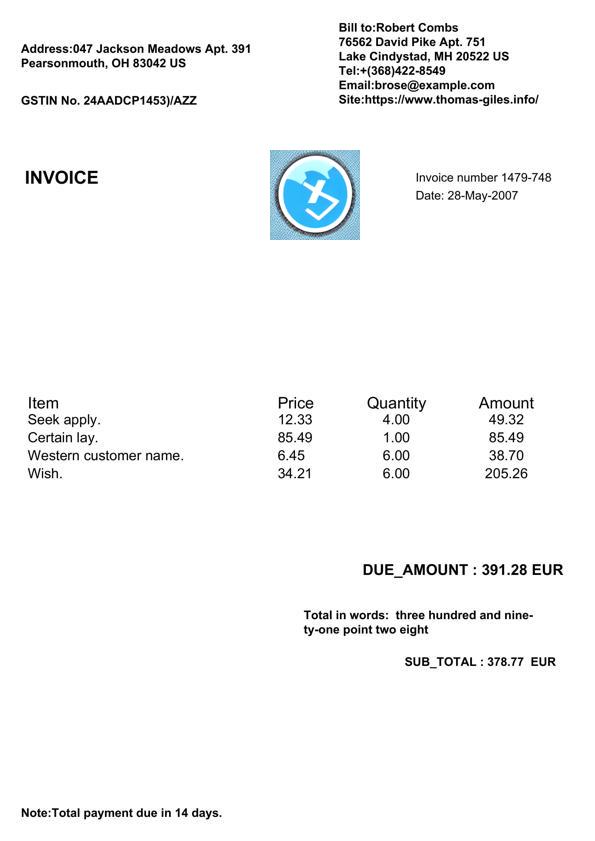 Address:047 Jackson Meadows Apt. 391
Pearsonmouth, OH 83042 US
GSTIN No. 24AADCP1453)/AZZ
Bill to:Robert Combs
76562 David Pike Apt. 751
Lake Cindystad, MH 20522 US
Tel:+(368)422-8549
Email:brose@example.com
Site:https://www.thomas-giles.info/
INVOICE
Invoice number 1479-748
Date: 28-May-2007
Item Price Quantity Amount
Seek apply. 12.33 4.00 49.32
Certain lay. 85.49 1.00 85.49
Western customer name. 6.45 6.00 38.70
Wish. 34.21 6.00 205.26
DUE_AMOUNT : 391.28 EUR
Total in words:  three hundred and nine-
ty-one point two eight
SUB_TOTAL : 378.77  EUR
Note:Total payment due in 14 days.